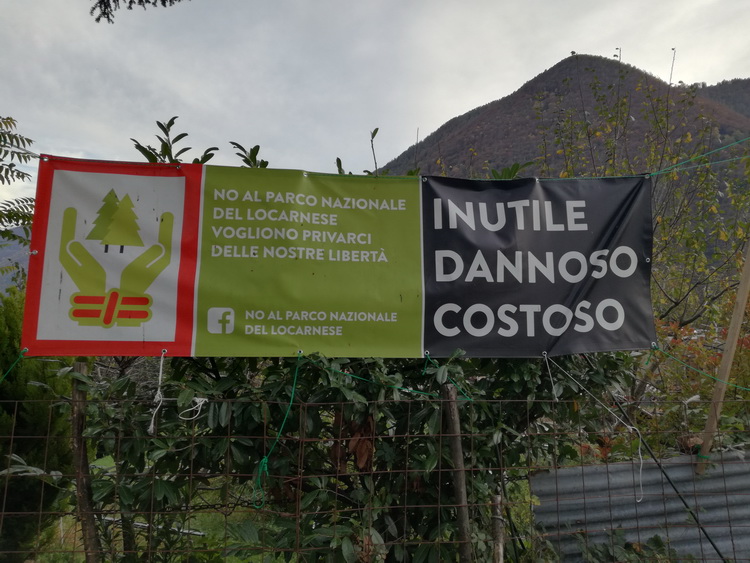 NO AL PARCO NAZIONALE
DEL LOCARNESE
VOGLIONO PRIVARCI
DELLE NOSTRE LIBERTÀ
f NO AL PARCO NAZIONALE
DEL LOCARNESE
INUTILE
DANNOSO
COSTOSO